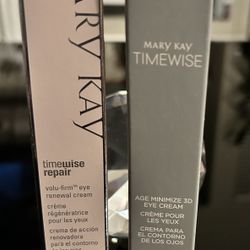 MARY KAY
timewise
repair
volu-firm™ eye
renewal cream
crème
régénératrice
pour les yeux
crema de acción
renovadora
para el contorno
MARY KAY
TIMEWISE
AGE MINIMIZE 3D
EYE CREAM
CRÈME POUR
LES YEUX
CREMA PARA
EL CONTORNO
DE LOS OJOS